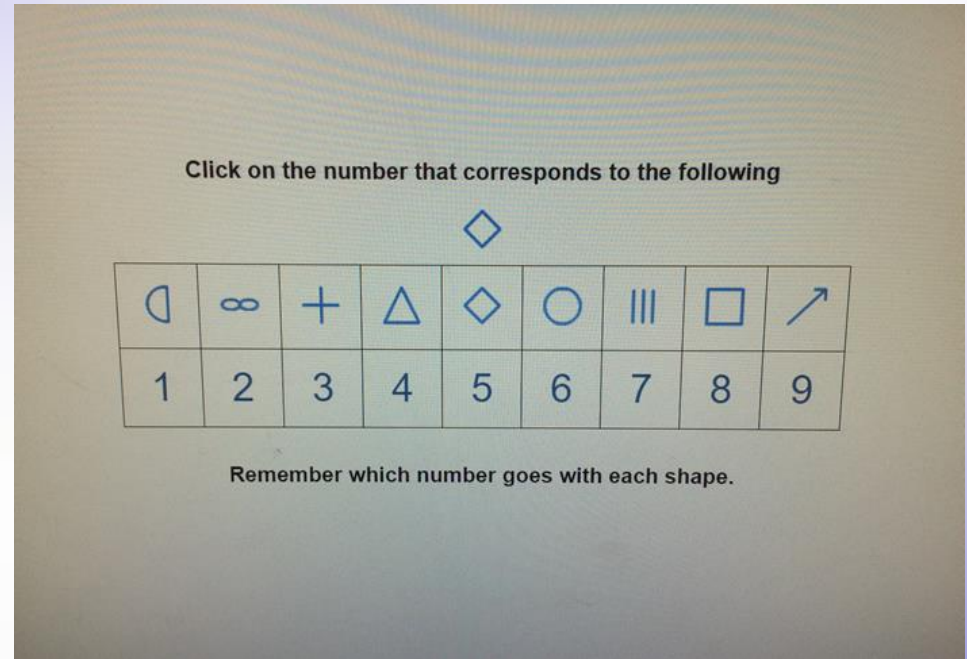 Click on the number that corresponds to the following
1 2 3 4 5 6 7 8 9
Remember which number goes with each shape.